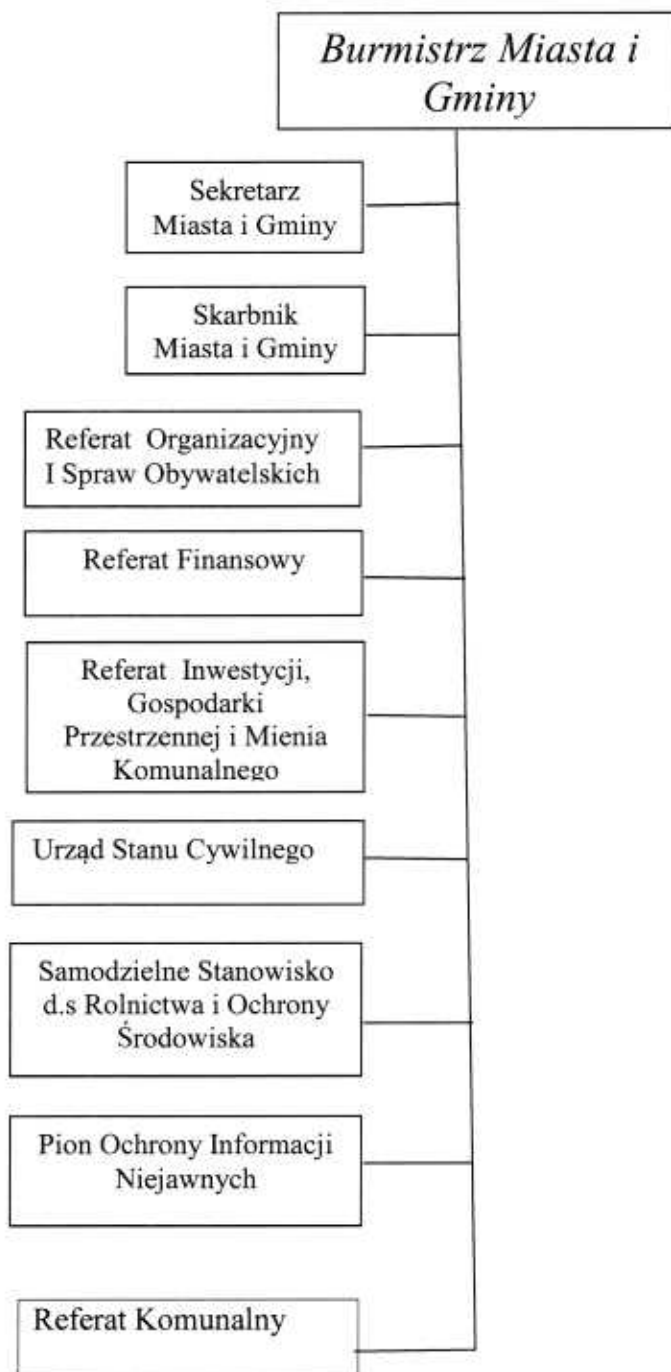 Burmistrz Miasta i
Gminy
Sekretarz
Miasta i Gminy
Skarbnik
Miasta i Gminy
Referat Organizacyjny
I Spraw Obywatelskich
Referat Finansowy
Referat Inwestycji,
Gospodarki
Przestrzennej i Mienia
Komunalnego
Urząd Stanu Cywilnego
Samodzielne Stanowisko
d.s Rolnictwa i Ochrony
Środowiska
Pion Ochrony Informacji
Niejawnych
Referat Komunalny